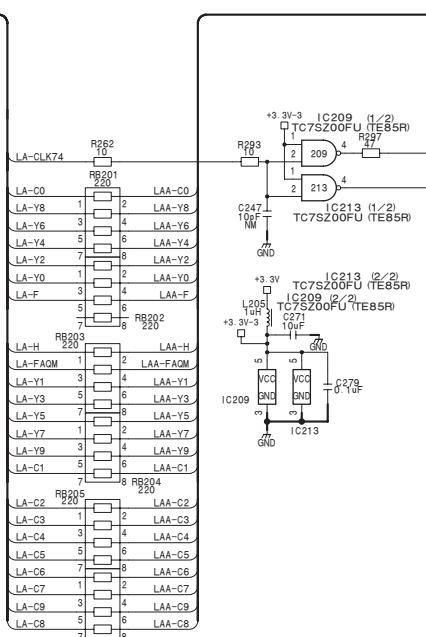 +3.3V-3
IC209 (1/2)
TC7SZ00FU(TE85R)
R262
10
R293
10
R297
47
1
2
209
4
LA-CLK74
1
2
213
4
IC213 (1/2)
TC7SZ00FU(TE85R)
C247
10pF
NM
GND
RB201
220
LA-C0 LAA-C0
1 2
LA-Y8 LAA-Y8
3 4
LA-Y6 LAA-Y6
5 6
LA-Y4 LAA-Y4
7 8
LA-Y2 LAA-Y2
1 2
LA-Y0 LAA-Y0
3 4
LA-F LAA-F
5 6
7 8
RB202
220
+3.3V
IC213 (2/2)
TC7SZ00FU(TE85R)
IC209 (2/2)
TC7SZ00FU(TE85R)
L205
1uH
C271
10uF
+3.3V-3
GND
5
5
VCC
GND
VCC
GND
IC209
3
3
C279
0.1uF
IC213
GND
RB203
220
LA-H LAA-H
1 2
LA-FAQM LAA-FAQM
3 4
LA-Y1 LAA-Y1
5 6
LA-Y3 LAA-Y3
7 8
LA-Y5 LAA-Y5
1 2
LA-Y7 LAA-Y7
3 4
LA-Y9 LAA-Y9
5 6
LA-C1 LAA-C1
7 8
RB204
220
RB205
220
LA-C2 LAA-C2
1 2
LA-C3 LAA-C3
3 4
LA-C4 LAA-C4
5 6
LA-C5 LAA-C5
7 8
LA-C6 LAA-C6
1 2
LA-C7 LAA-C7
3 4
LA-C9 LAA-C9
5 6
LA-C8 LAA-C8
7 8